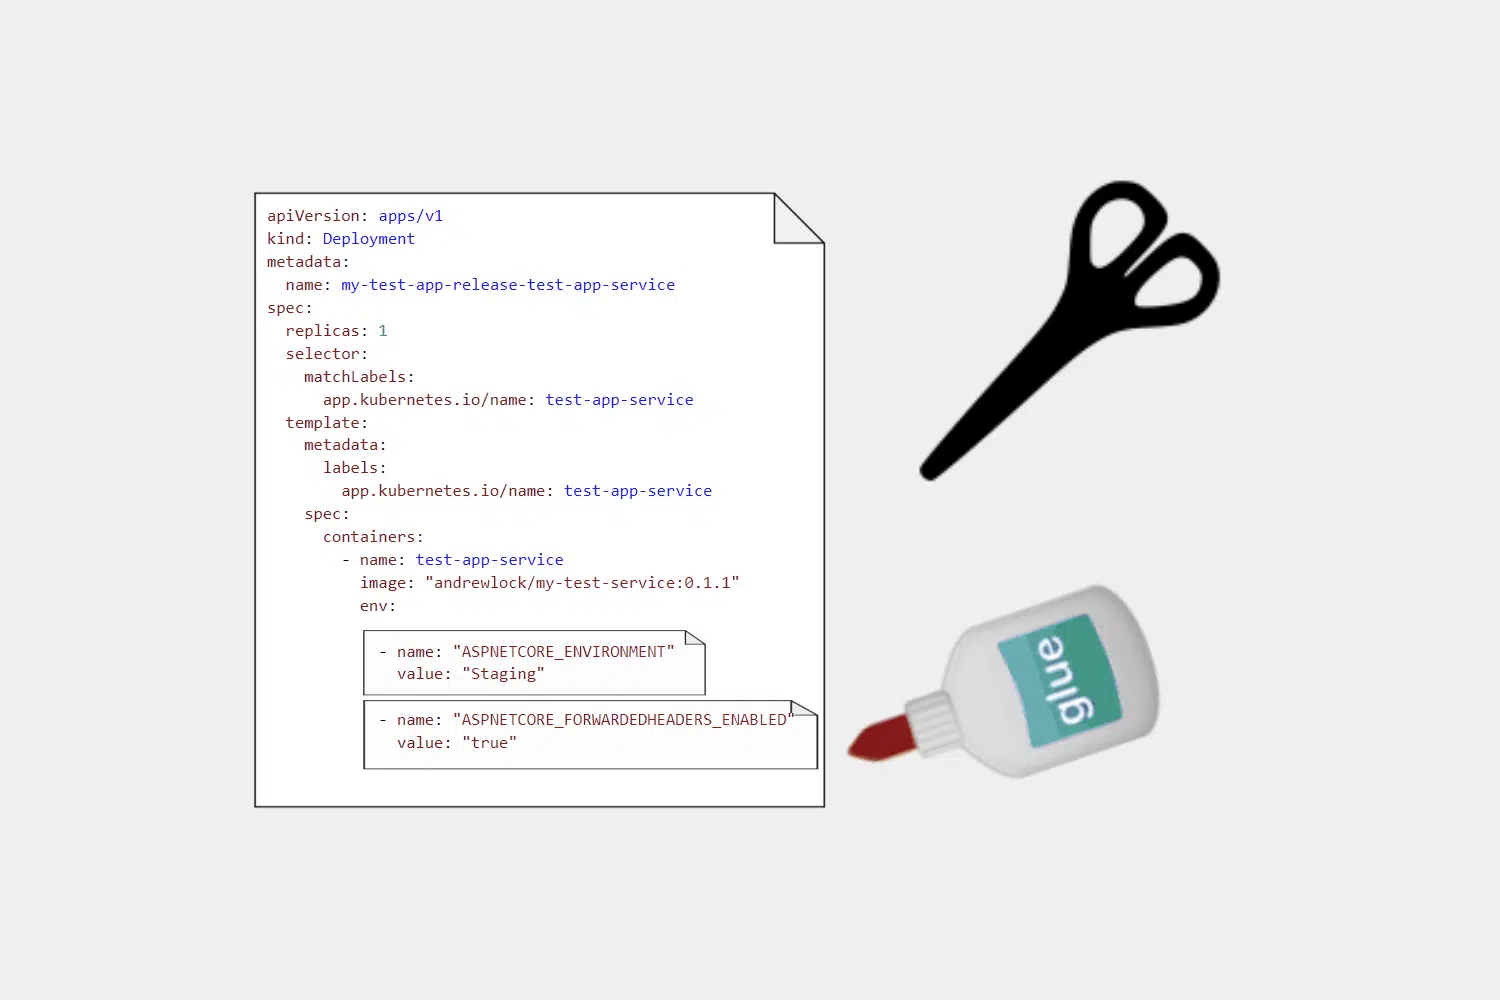 apiVersion: apps/v1
kind: Deployment
metadata:
  name: my-test-app-release-test-app-service
spec:
  replicas: 1
  selector:
    matchLabels:
      app.kubernetes.io/name: test-app-service
  template:
    metadata:
      labels:
        app.kubernetes.io/name: test-app-service
    spec:
      containers:
        - name: test-app-service
          image: "andrewlock/my-test-service:0.1.1"
          env:
            - name: "ASPNETCORE_ENVIRONMENT"
              value: "Staging"
            - name: "ASPNETCORE_FORWARDEDHEADERS_ENABLED"
              value: "true"
glue